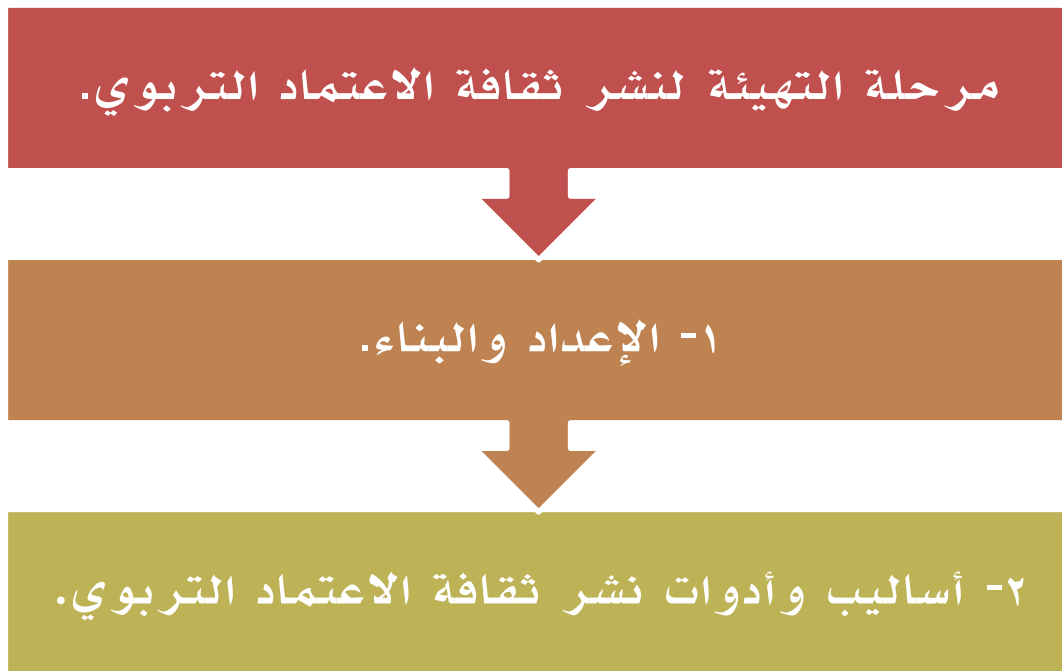 مرحلة التهيئة لنشر ثقافة الاعتماد التربوي.
١- الإعداد والبناء.
٢- أساليب وأدوات نشر ثقافة الاعتماد التربوي.